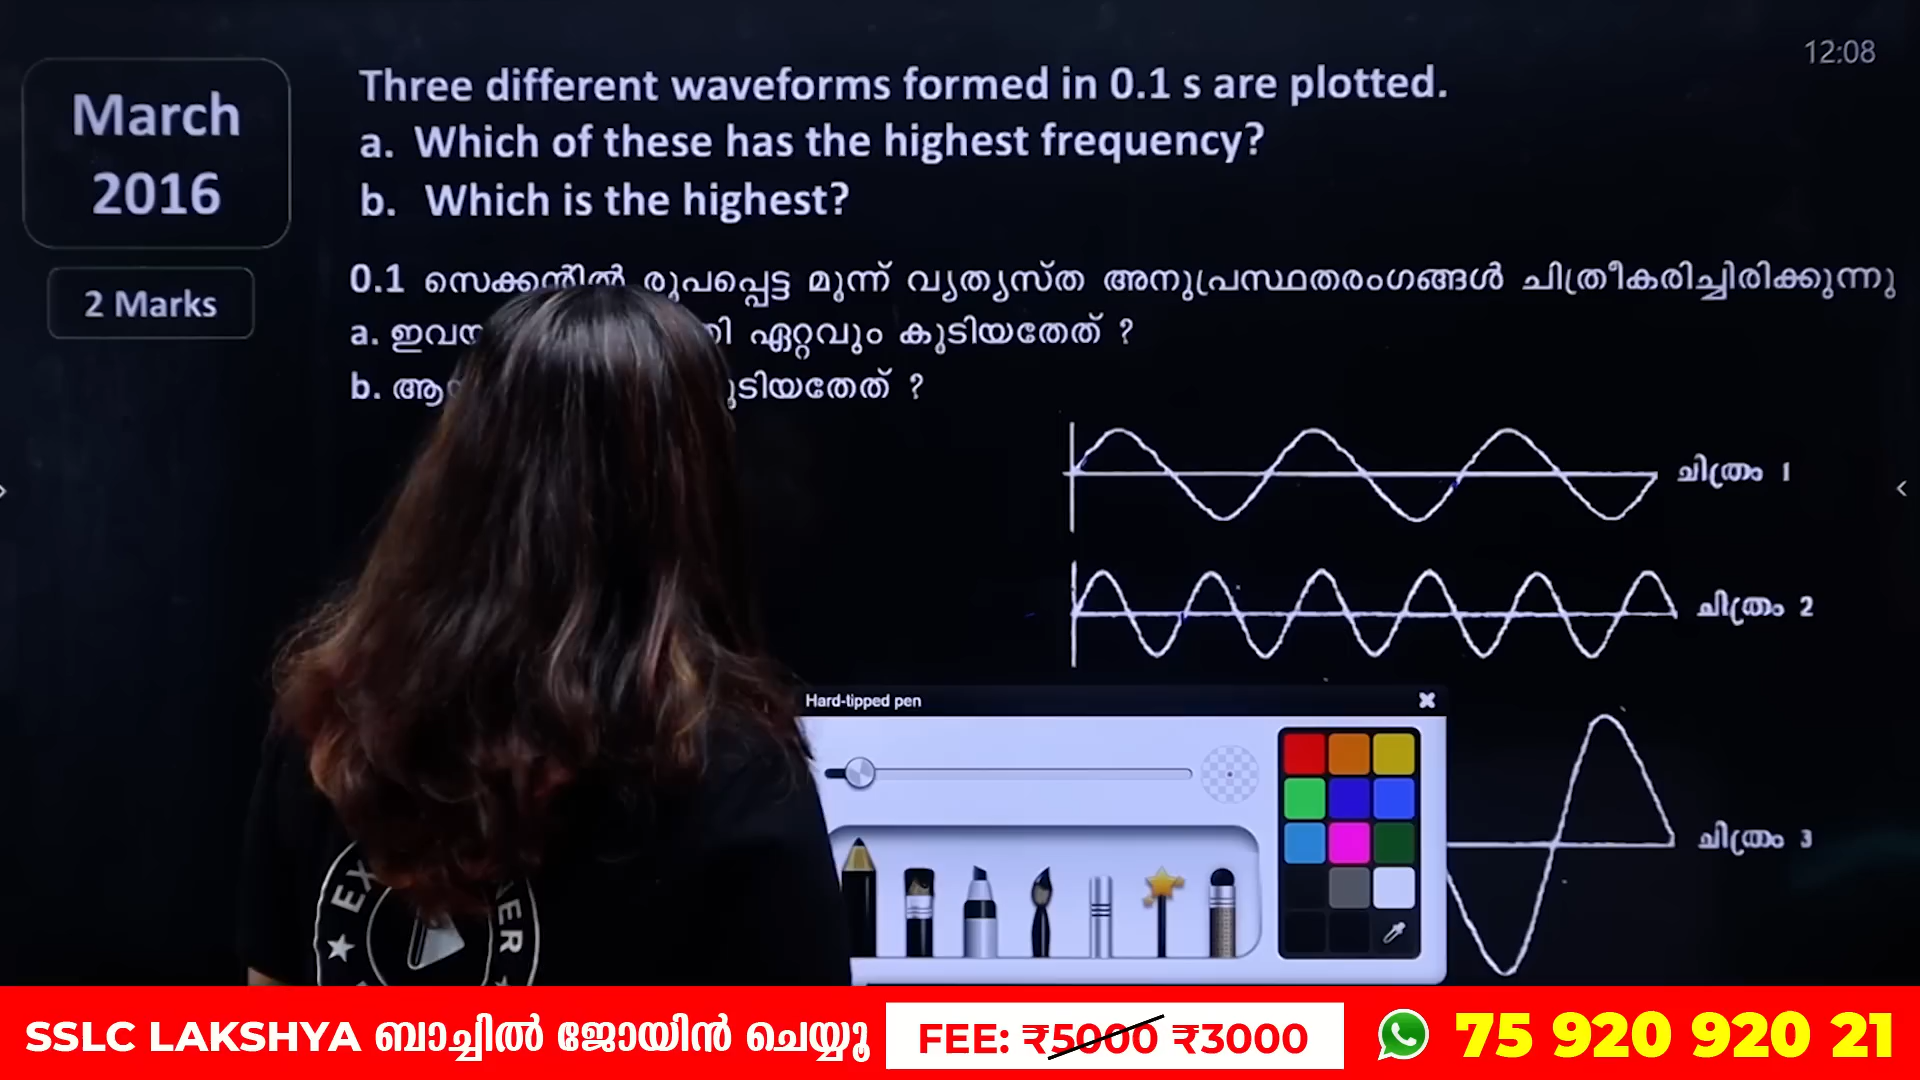 12:08
March
2016
2 Marks
Three different waveforms formed in 0.1 s are plotted.
a. Which of these has the highest frequency?
b. Which is the highest?
0.1 സെക്കന്റിൽ രൂപപ്പെട്ട മൂന്ന് വ്യത്യസ്ത അനുപ്രസ്ഥതരംഗങ്ങൾ ചിത്രീകരിച്ചിരിക്കുന്നു
a. ഏറ്റവും കൂടിയതേത് ?
b. കൂടിയതേത് ?
ചിത്രം 1
ചിത്രം 2
Hard-tipped pen
ചിത്രം 3
SSLC LAKSHYA ബാച്ചിൽ ജോയിൻ ചെയ്യൂ
FEE: ₹5000 ₹3000
75 920 920 21